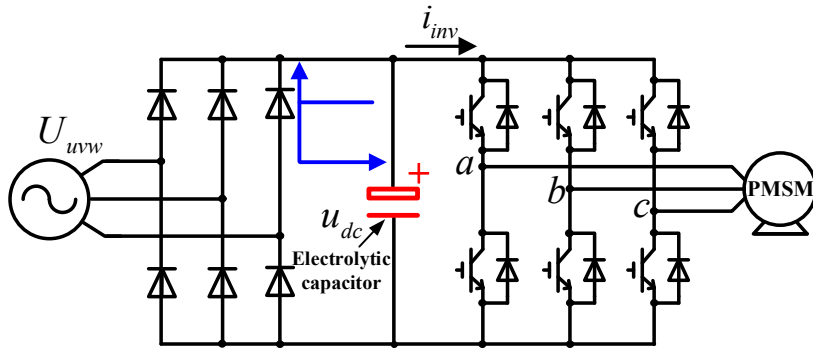 i_inv
U_uvw
a
PMSM
+
b
c
u_dc
Electrolytic
capacitor